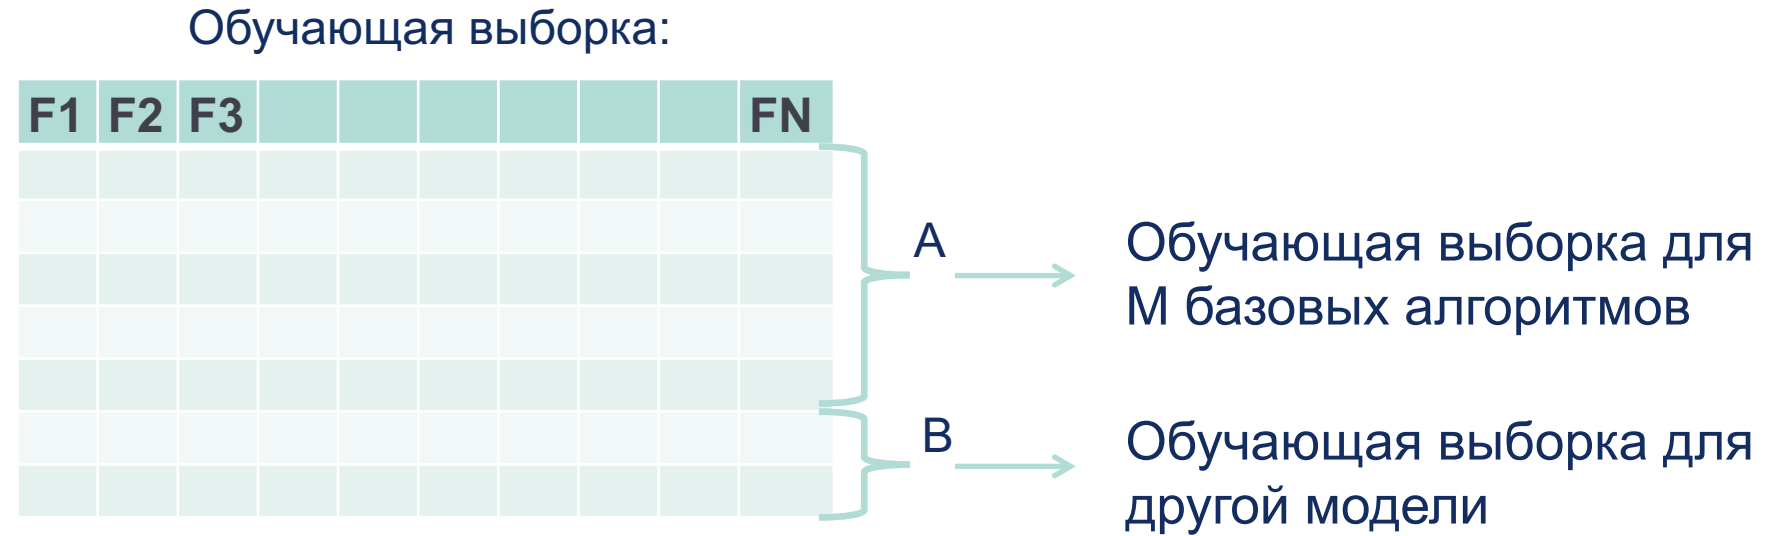 Обучающая выборка:
F1 F2 F3 FN
A
Обучающая выборка для
М базовых алгоритмов
B
Обучающая выборка для
другой модели